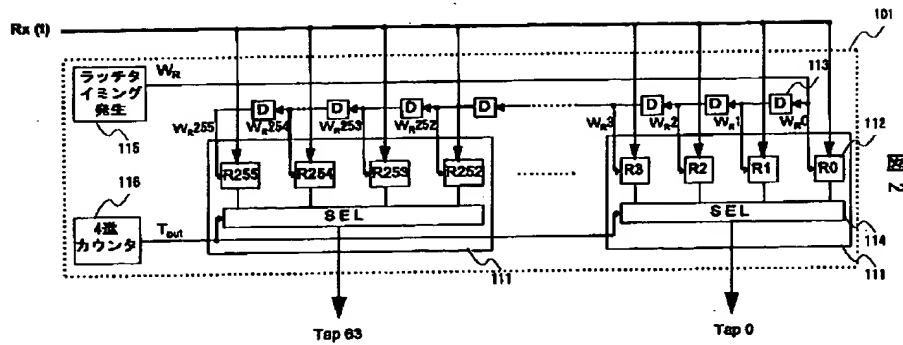 Rx (t)
101
ラッチタ
イミング
発生
W_R
113
D
D
D
D
D
D
D
W_R255
W_R254
W_R253
W_R252
W_R3
W_R2
W_R1
W_R0
115
112
R255
R254
R253
R252
R3
R2
R1
R0
図 2
116
SEL
SEL
4進
カウンタ
T_out
114
111
111
Tap 63
Tap 0